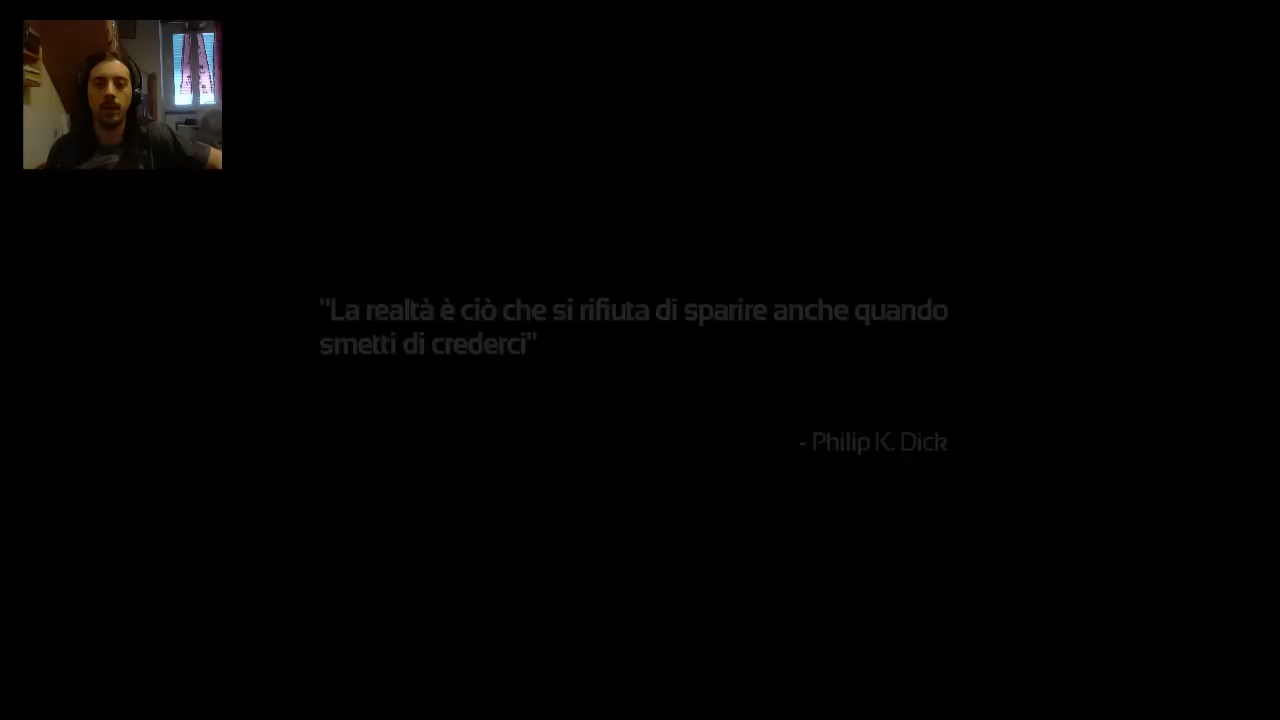 "La realtà è ciò che si rifiuta di sparire anche quando
smetti di crederci"
- Philip K. Dick